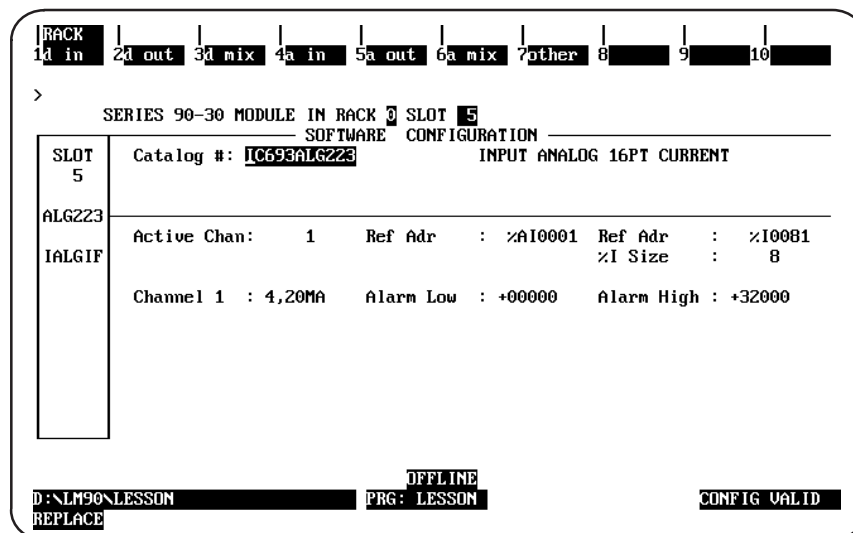 RACK
1d in 2d out 3d mix 4a in 5a out 6a mix 7other 8 9 10
>
SERIES 90-30 MODULE IN RACK 0 SLOT 5
SOFTWARE CONFIGURATION
SLOT Catalog #: IC693ALG223 INPUT ANALOG 16PT CURRENT
5
ALG223
Active Chan: 1 Ref Adr : %AI0001 Ref Adr : %I0081
IALGIF %I Size : 8
Channel 1 : 4,20MA Alarm Low : +00000 Alarm High : +32000
OFFLINE
D:\LM90\LESSON PRG: LESSON CONFIG VALID
REPLACE